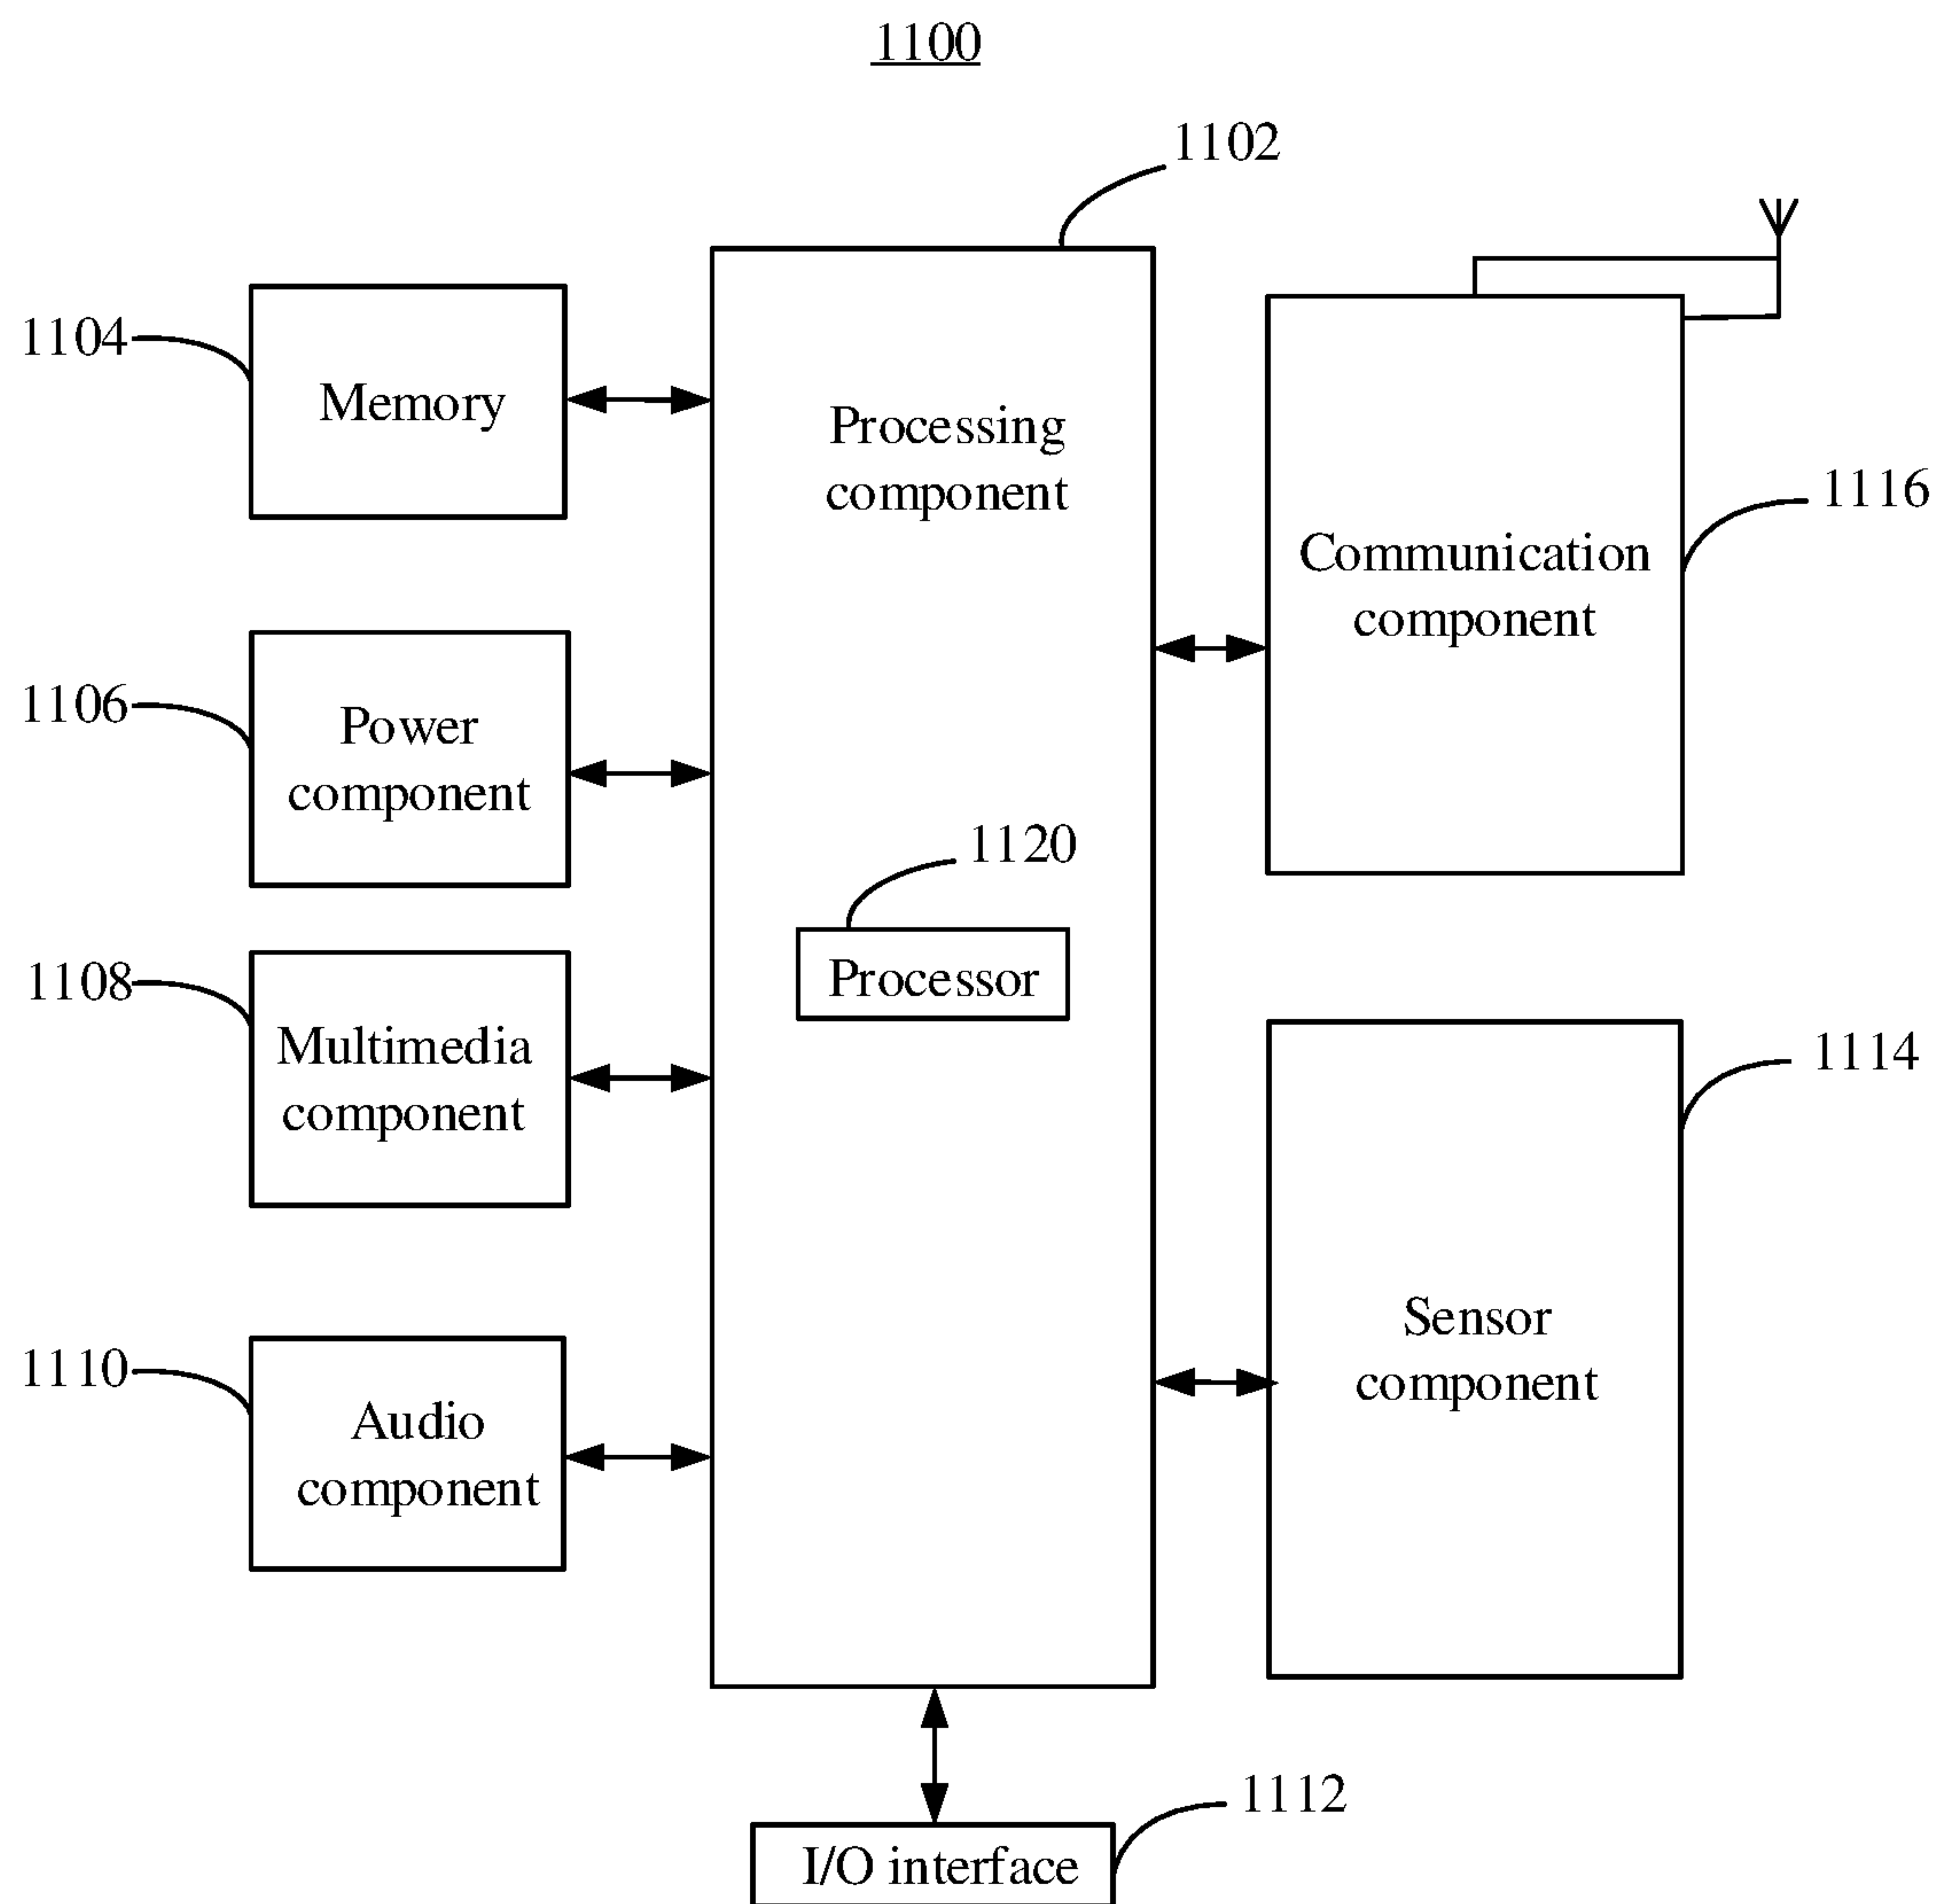 1100
1102
1104
Memory
Processing
component
1116
Communication
component
1106
Power
component
1120
Processor
1108
Multimedia
component
1114
Sensor
component
1110
Audio
component
1112
I/O interface